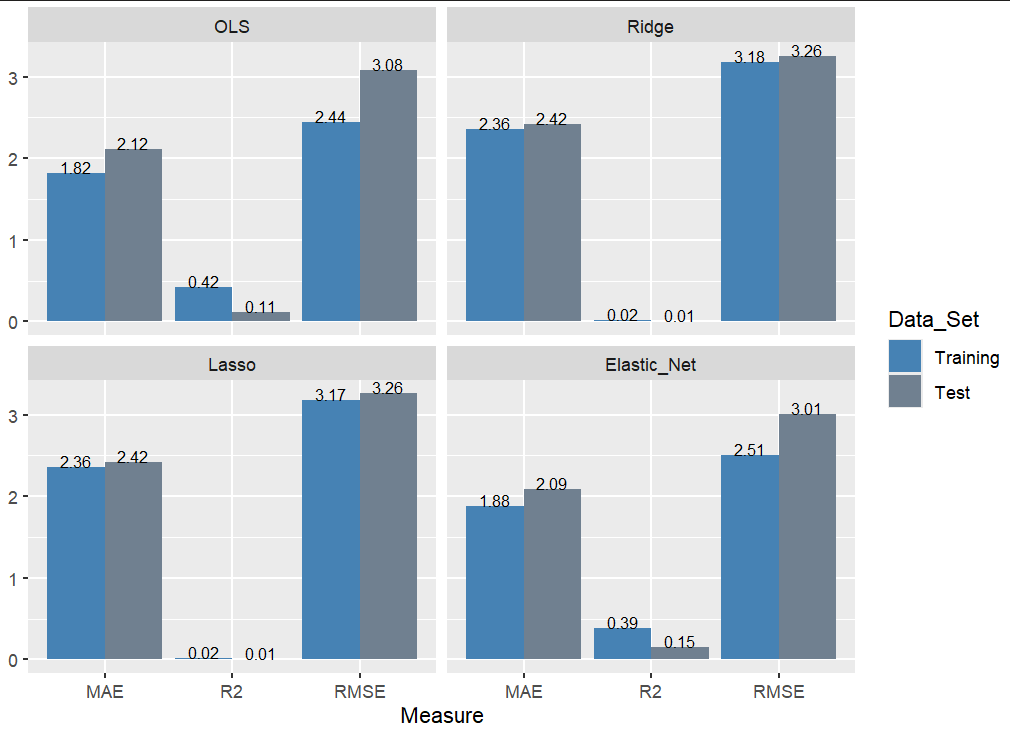 OLS
Ridge
3
2
1
0
1.82
2.12
0.42
0.11
2.44
3.08
2.36
2.42
0.02
0.01
3.18
3.26
Lasso
Elastic_Net
3
2
1
0
2.36
2.42
0.02
0.01
3.17
3.26
1.88
2.09
0.39
0.15
2.51
3.01
MAE
R2
RMSE
MAE
R2
RMSE
Measure
Data_Set
Training
Test